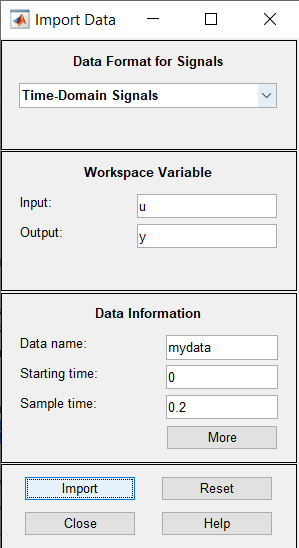 Import Data
Data Format for Signals
Time-Domain Signals
Workspace Variable
Input: u
Output: y
Data Information
Data name: mydata
Starting time: 0
Sample time: 0.2
More
Import Reset
Close Help